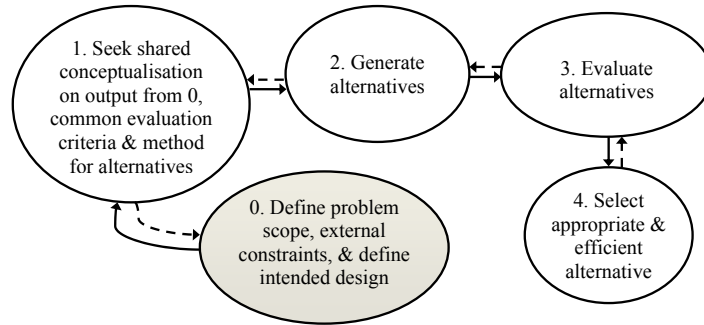 1. Seek shared
conceptualisation
on output from 0,
common evaluation
criteria & method
for alternatives
2. Generate
alternatives
3. Evaluate
alternatives
0. Define problem
scope, external
constraints, & define
intended design
4. Select
appropriate &
efficient
alternative